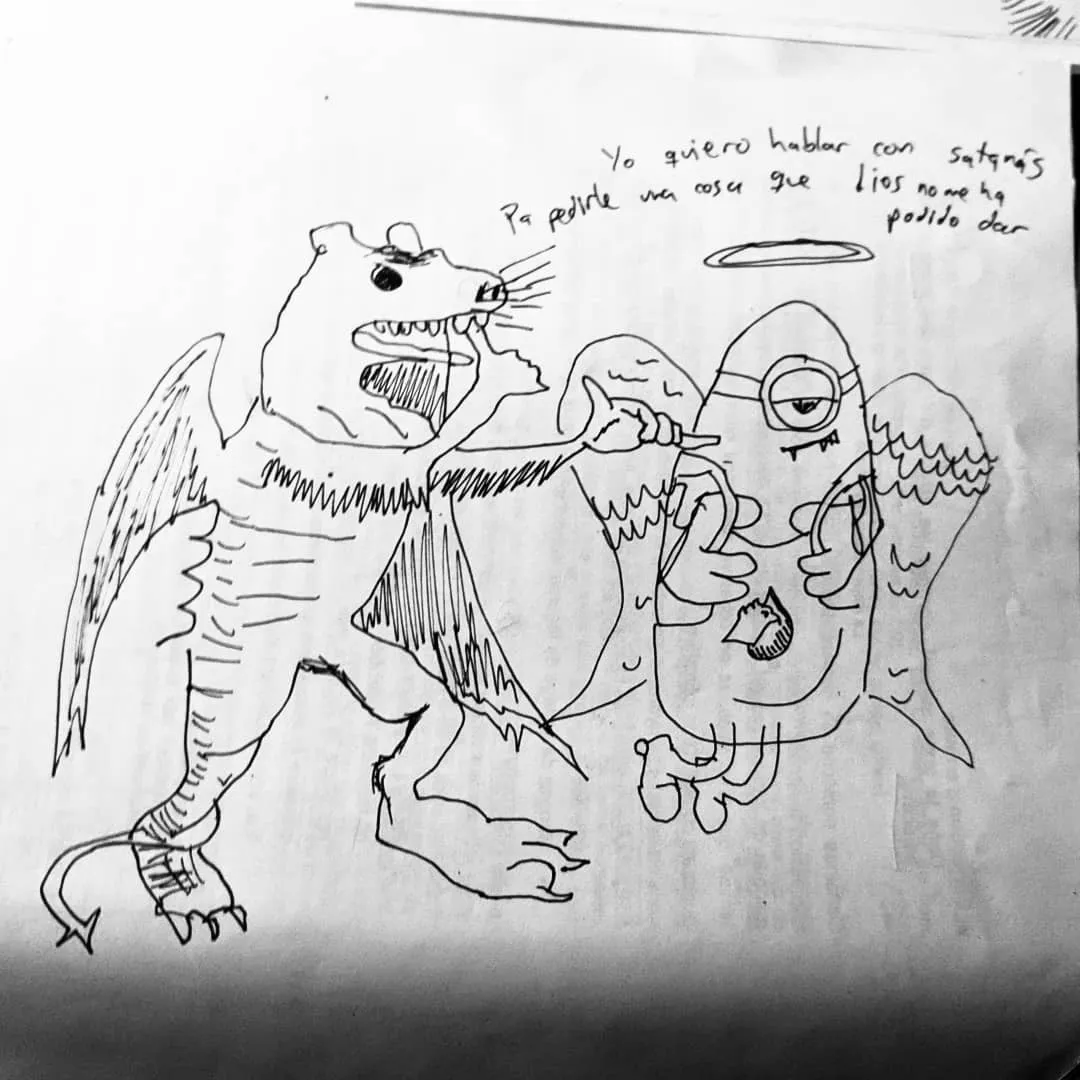 Yo quiero hablar con satanás
Pa pedirle una cosa que Dios no me ha
podido dar